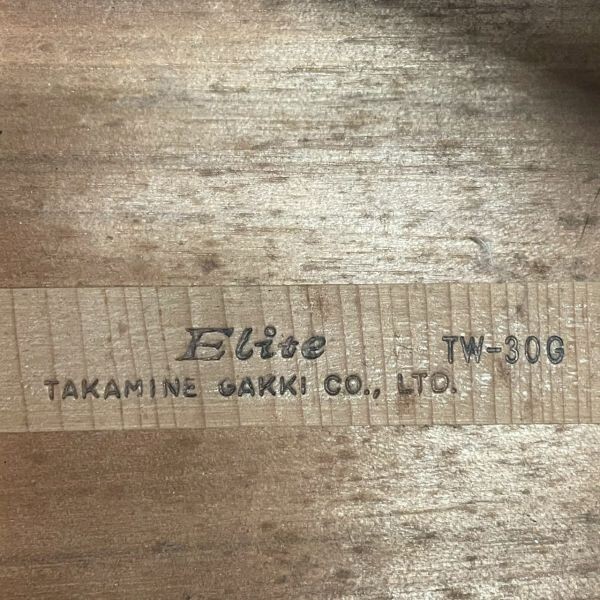 Elite TW-30G
TAKAMINE GAKKI CO., LTD.